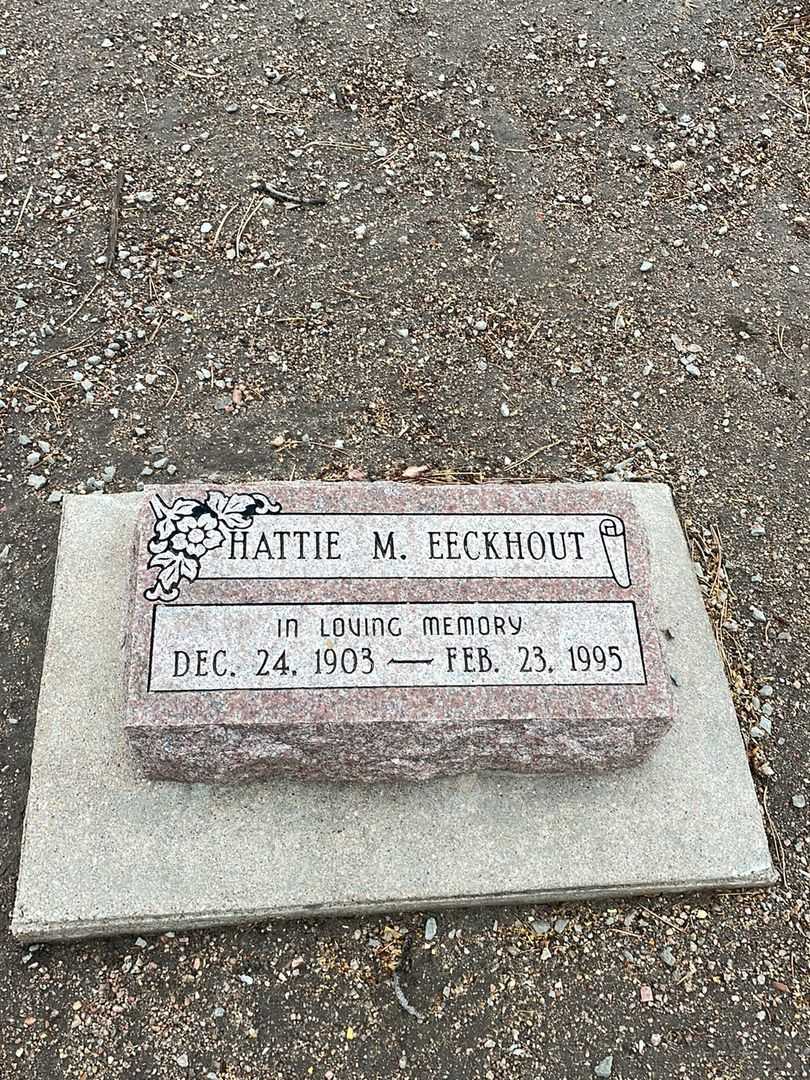 HATTIE M. EECKHOUT
IN LOVING MEMORY
DEC. 24. 1903 — FEB. 23. 1995